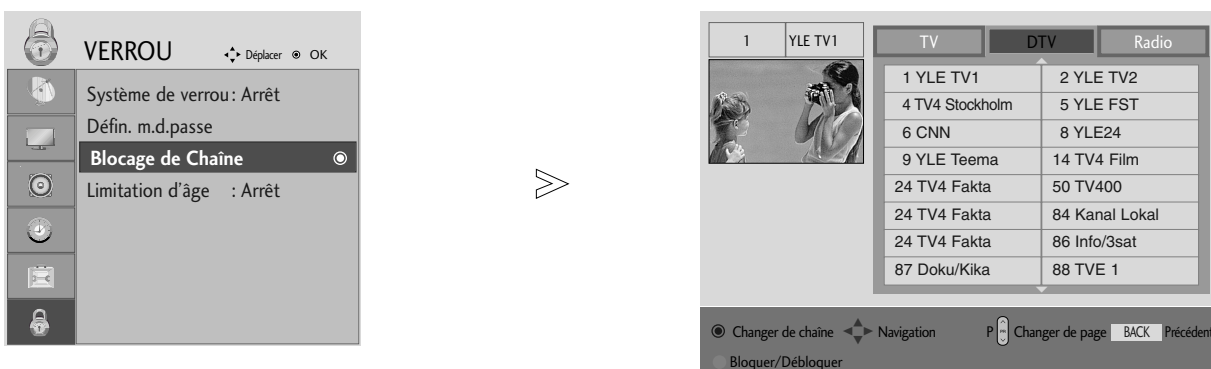 VERROU Déplacer OK
Système de verrou : Arrêt
Défin. m.d.passe
Blocage de Chaîne
Limitation d'âge : Arrêt
1 YLE TV1
TV DTV Radio
1 YLE TV1 2 YLE TV2
4 TV4 Stockholm 5 YLE FST
6 CNN 8 YLE24
9 YLE Teema 14 TV4 Film
24 TV4 Fakta 50 TV400
24 TV4 Fakta 84 Kanal Lokal
24 TV4 Fakta 86 Info/3sat
87 Doku/Kika 88 TVE 1
Changer de chaîne Navigation P Changer de page BACK Précédent
Bloquer/Débloquer